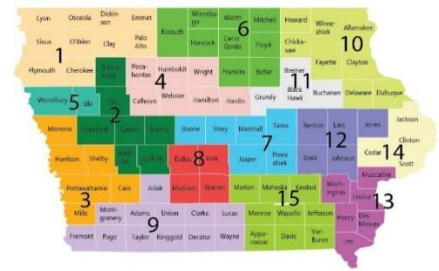 Lyon Osceola Dickin-
son Emmet Winneba-
go Worth Mitchell Howard Winne-
shiek Allamakee
Kossuth
Sioux O'Brien Clay Palo
Alto Hancock Cerro
Gordo Floyd Chicka-
saw
1 6 10
Plymouth Cherokee Buena
Vista Poca-
hontas Humboldt Wright Franklin Butler Bremer Fayette Clayton
4 11
Woodbury Ida Sac Calhoun Webster Hamilton Hardin Grundy Black
Hawk Buchanan Delaware Dubuque
5 2
Monona Crawford Carroll Greene Boone Story Marshall Tama Benton Linn Jones Jackson
7 12
Clinton
Harrison Shelby Audu-
bon Guthrie Dallas Polk Jasper Powe
shiek Iowa Johnson Cedar 14
Scott
8
Muscatine
Pottawattamie Cass Adair Madison Warren Marion Mahaska Keokuk Wash-
ington Louisa
3 15 13
Mills Mont-
gomery Adams Union Clarke Lucas Monroe Wapello Jefferson Henry Des
Moines
9
Fremont Page Taylor Ringgold Decatur Wayne Appa-
noose Davis Van
Buren Lee